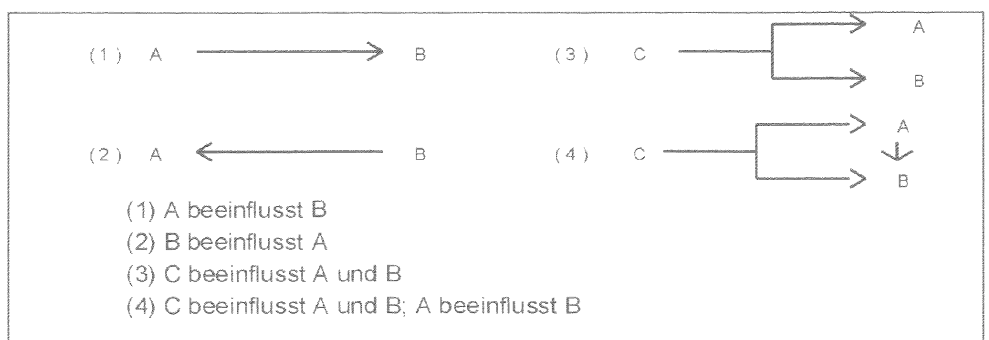 (1) A B (3) C A
B
(2) A B (4) C A
B
(1) A beeinflusst B
(2) B beeinflusst A
(3) C beeinflusst A und B
(4) C beeinflusst A und B; A beeinflusst B